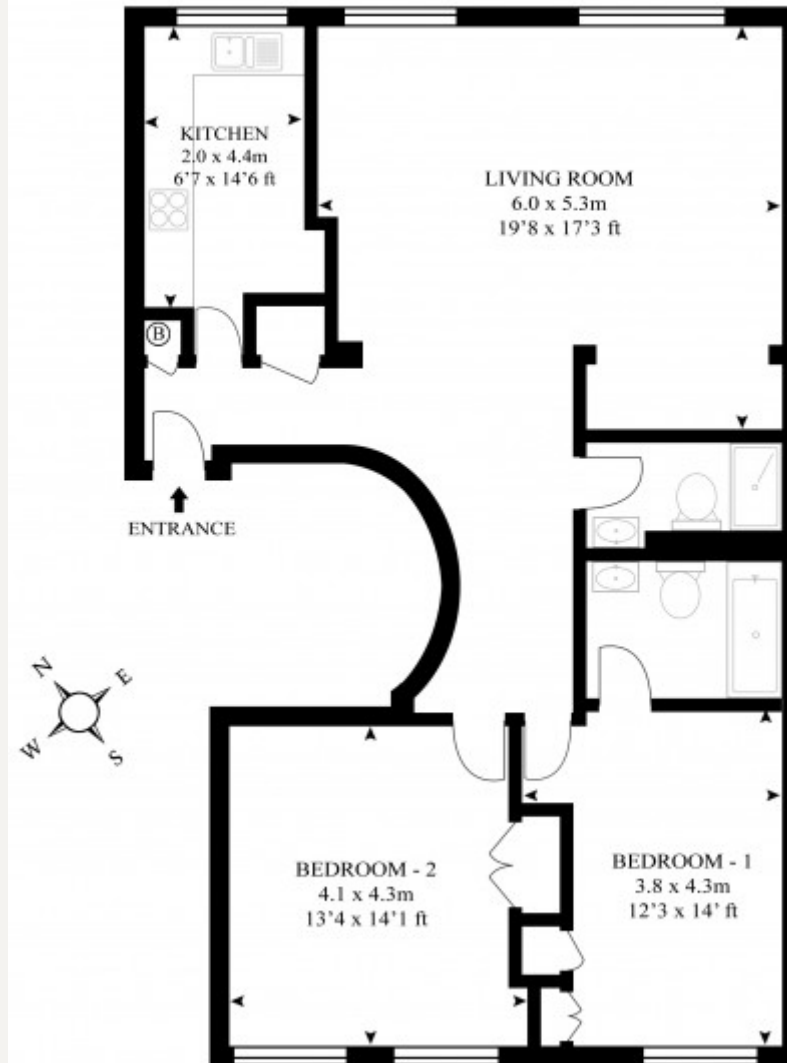 KITCHEN
2.0 x 4.4m
6'7 x 14'6 ft
LIVING ROOM
6.0 x 5.3m
19'8 x 17'3 ft
B
ENTRANCE
N
E
W
S
BEDROOM - 2
4.1 x 4.3m
13'4 x 14'1 ft
BEDROOM - 1
3.8 x 4.3m
12'3 x 14' ft